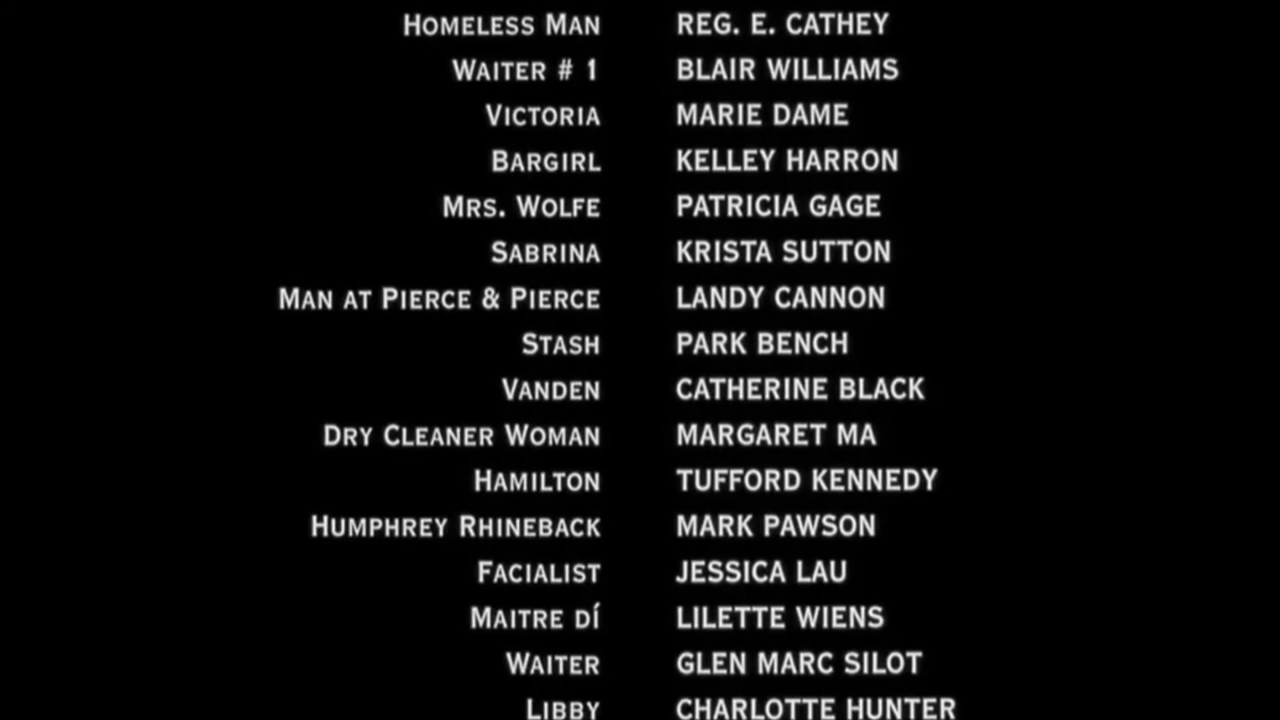 Homeless Man REG. E. CATHEY
Waiter # 1 BLAIR WILLIAMS
Victoria MARIE DAME
Bargirl KELLEY HARRON
Mrs. Wolfe PATRICIA GAGE
Sabrina KRISTA SUTTON
Man at Pierce & Pierce LANDY CANNON
Stash PARK BENCH
Vanden CATHERINE BLACK
Dry Cleaner Woman MARGARET MA
Hamilton TUFFORD KENNEDY
Humphrey Rhineback MARK PAWSON
Facialist JESSICA LAU
Maitre dí LILETTE WIENS
Waiter GLEN MARC SILOT
Libby CHARLOTTE HUNTER